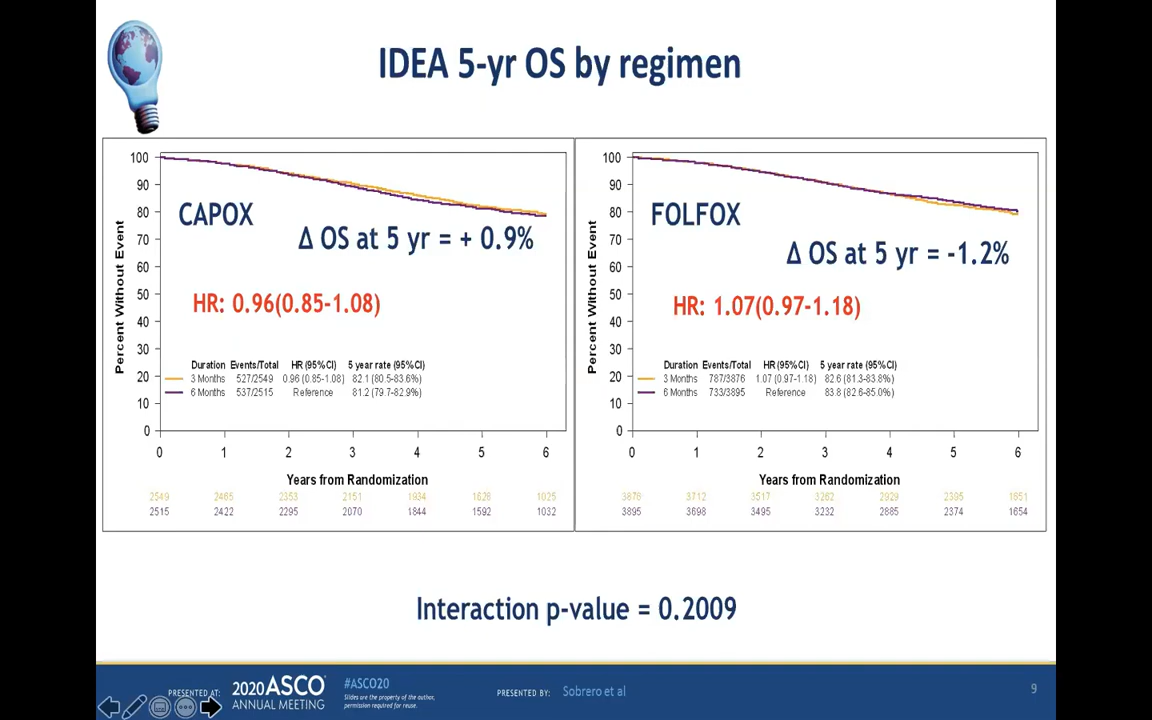 IDEA 5-yr OS by regimen
CAPOX
Δ OS at 5 yr = + 0.9%
HR: 0.96(0.85-1.08)
Percent Without Event
100
90
80
70
60
50
40
30
20
10
0
Duration Events/Total HR (95%CI) 5 year rate (95%CI)
3 Months 527/2549 0.96 (0.85-1.08) 82.1 (80.5-83.6%)
6 Months 537/2515 Reference 81.2 (79.7-82.9%)
0 1 2 3 4 5 6
Years from Randomization
2549 2465 2353 2151 1934 1628 1025
2515 2422 2295 2070 1844 1592 1032
FOLFOX
Δ OS at 5 yr = -1.2%
HR: 1.07(0.97-1.18)
Percent Without Event
100
90
80
70
60
50
40
30
20
10
0
Duration Events/Total HR (95%CI) 5 year rate (95%CI)
3 Months 787/3876 1.07 (0.97-1.18) 82.6 (81.3-83.8%)
6 Months 733/3895 Reference 83.8 (82.6-85.0%)
0 1 2 3 4 5 6
Years from Randomization
3876 3712 3517 3262 2929 2395 1651
3895 3698 3495 3232 2885 2374 1654
Interaction p-value = 0.2009
PRESENTED AT:
2020 ASCO
ANNUAL MEETING
#ASCO20
Slides are the property of the author,
permission required for reuse.
PRESENTED BY: Sobrero et al
9